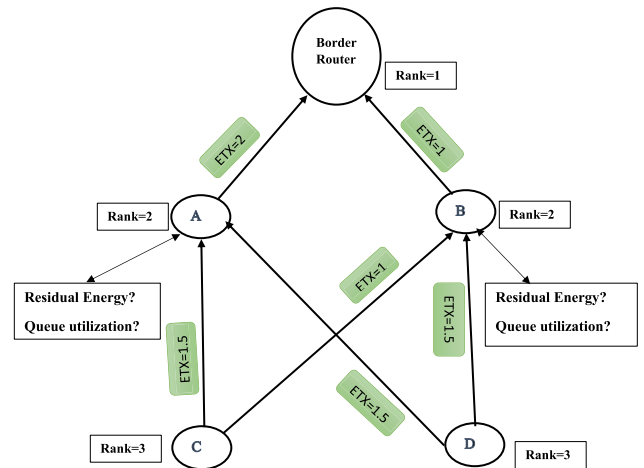 Border
Router
Rank=1
ETX=2
ETX=1
Rank=2
A
B
Rank=2
ETX=1
Residual Energy?
Queue utilization?
Residual Energy?
Queue utilization?
ETX=1.5
ETX=1.5
ETX=1.5
Rank=3
C
D
Rank=3